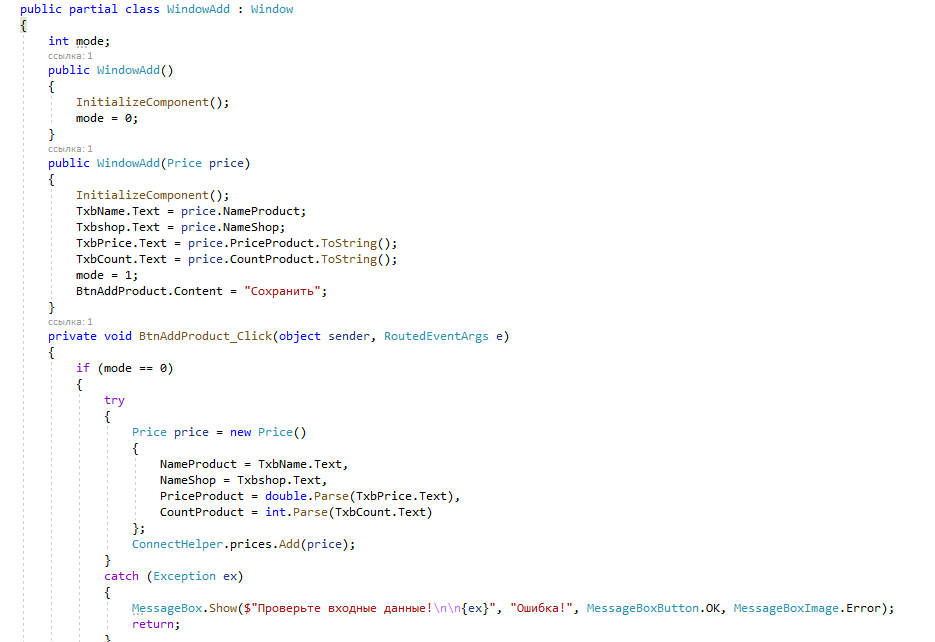 public partial class WindowAdd : Window
{
    int mode;
    ссылка: 1
    public WindowAdd()
    {
        InitializeComponent();
        mode = 0;
    }
    ссылка: 1
    public WindowAdd(Price price)
    {
        InitializeComponent();
        TxbName.Text = price.NameProduct;
        Txbshop.Text = price.NameShop;
        TxbPrice.Text = price.PriceProduct.ToString();
        TxbCount.Text = price.CountProduct.ToString();
        mode = 1;
        BtnAddProduct.Content = "Сохранить";
    }
    ссылка: 1
    private void BtnAddProduct_Click(object sender, RoutedEventArgs e)
    {
        if (mode == 0)
        {
            try
            {
                Price price = new Price()
                {
                    NameProduct = TxbName.Text,
                    NameShop = Txbshop.Text,
                    PriceProduct = double.Parse(TxbPrice.Text),
                    CountProduct = int.Parse(TxbCount.Text)
                };
                ConnectHelper.prices.Add(price);
            }
            catch (Exception ex)
            {
                MessageBox.Show($"Проверьте входные данные!\n\n{ex}", "Ошибка!", MessageBoxButton.OK, MessageBoxImage.Error);
                return;
            }